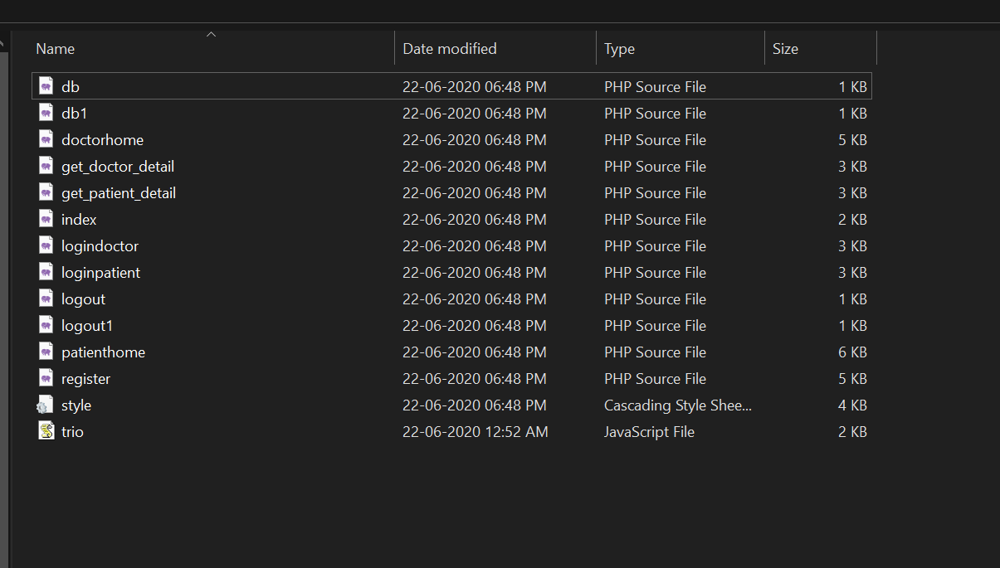 Name Date modified Type Size
db 22-06-2020 06:48 PM PHP Source File 1 KB
db1 22-06-2020 06:48 PM PHP Source File 1 KB
doctorhome 22-06-2020 06:48 PM PHP Source File 5 KB
get_doctor_detail 22-06-2020 06:48 PM PHP Source File 3 KB
get_patient_detail 22-06-2020 06:48 PM PHP Source File 3 KB
index 22-06-2020 06:48 PM PHP Source File 2 KB
logindoctor 22-06-2020 06:48 PM PHP Source File 3 KB
loginpatient 22-06-2020 06:48 PM PHP Source File 3 KB
logout 22-06-2020 06:48 PM PHP Source File 1 KB
logout1 22-06-2020 06:48 PM PHP Source File 1 KB
patienthome 22-06-2020 06:48 PM PHP Source File 6 KB
register 22-06-2020 06:48 PM PHP Source File 5 KB
style 22-06-2020 06:48 PM Cascading Style Shee... 4 KB
trio 22-06-2020 12:52 AM JavaScript File 2 KB